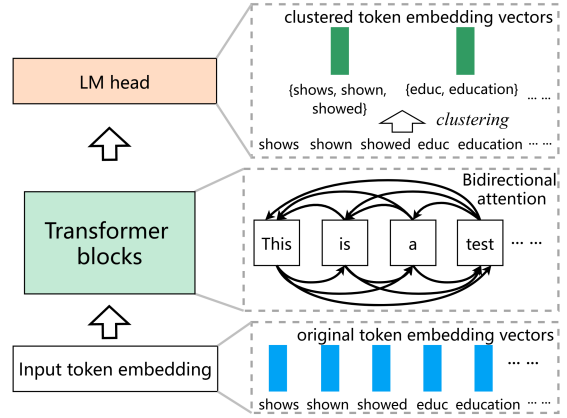 clustered token embedding vectors
LM head
{shows, shown,
showed}
{educ, education}
... ...
clustering
shows shown showed educ education ... ...
Transformer
blocks
Bidirectional
attention
This is a test ... ...
Input token embedding
original token embedding vectors
... ...
shows shown showed educ education ... ...